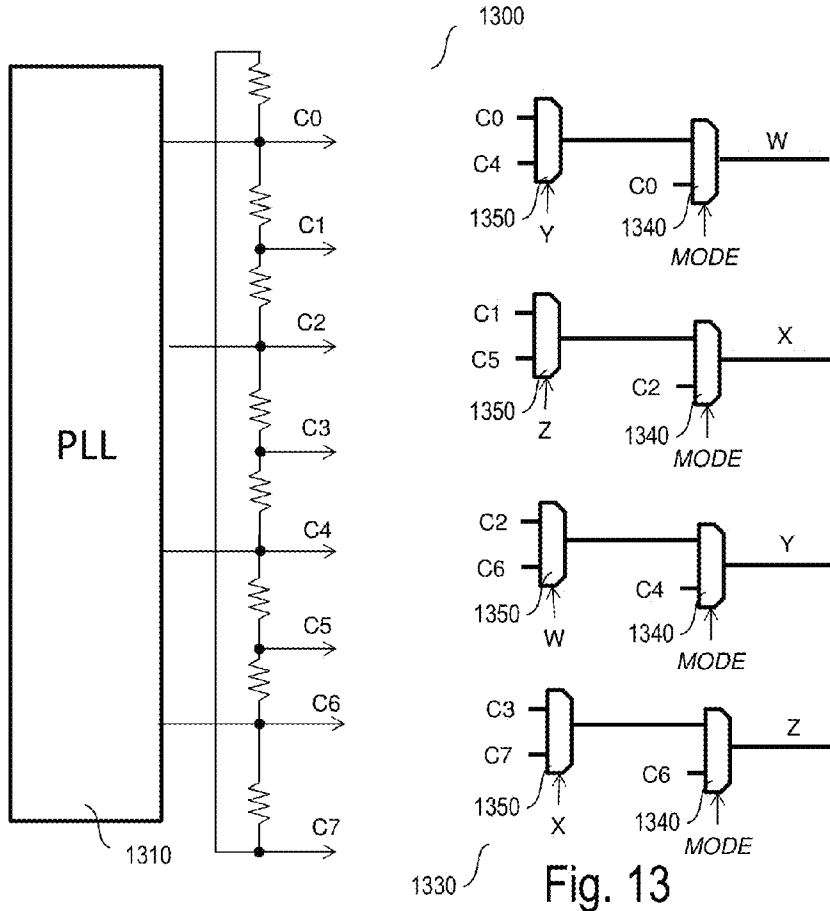 1300
C0
C0
C4
W
C0
1350
1340
Y
MODE
C1
C2
C1
C5
X
C2
1350
1340
Z
MODE
C3
PLL
C4
C2
C6
Y
C4
1350
1340
W
MODE
C5
C6
C3
C7
Z
C6
1350
1340
X
MODE
C7
1310
1330
Fig. 13